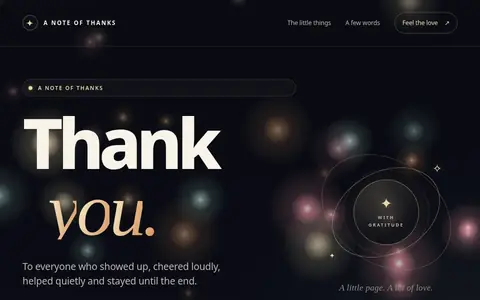 A NOTE OF THANKS
The little things
A few words
Feel the love ↗
A NOTE OF THANKS
Thank
you.
To everyone who showed up, cheered loudly,
helped quietly and stayed until the end.
WITH
GRATITUDE
A little page. A lot of love.